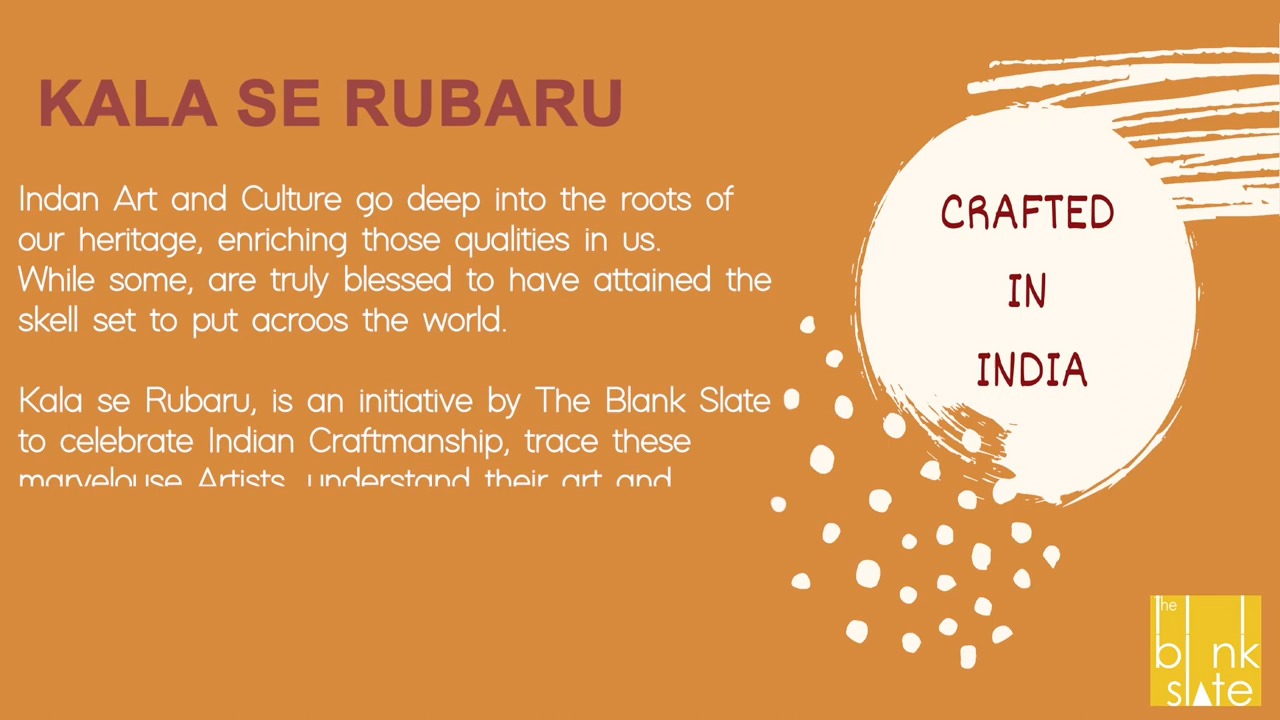 KALA SE RUBARU
Indan Art and Culture go deep into the roots of
our heritage, enriching those qualities in us.
While some, are truly blessed to have attained the
skell set to put acroos the world.
Kala se Rubaru, is an initiative by The Blank Slate
to celebrate Indian Craftmanship, trace these
marvelouse Artists, understand their art and
CRAFTED
IN
INDIA
The
bl nk
slate